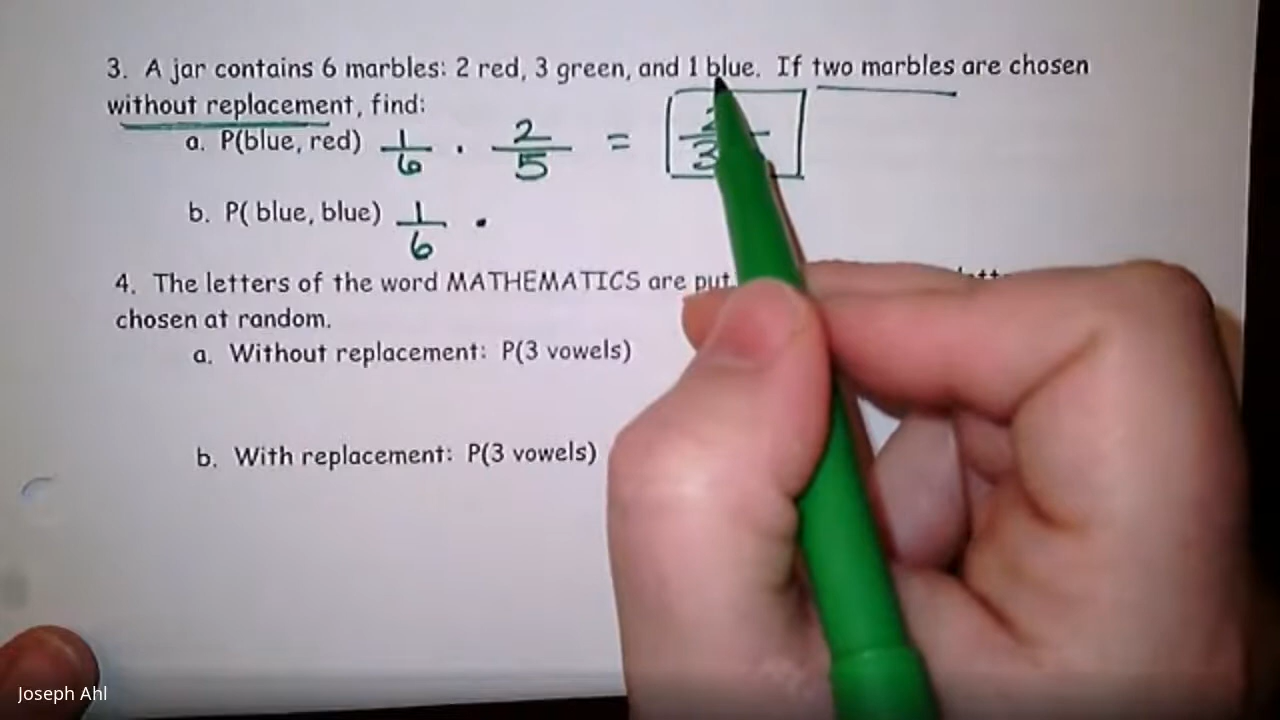 3. A jar contains 6 marbles: 2 red, 3 green, and 1 blue. If two marbles are chosen
without replacement, find:
a. P(blue, red) 1/6 · 2/5 =
b. P( blue, blue) 1/6 ·
4. The letters of the word MATHEMATICS are put
chosen at random.
a. Without replacement: P(3 vowels)
b. With replacement: P(3 vowels)
Joseph Ahl